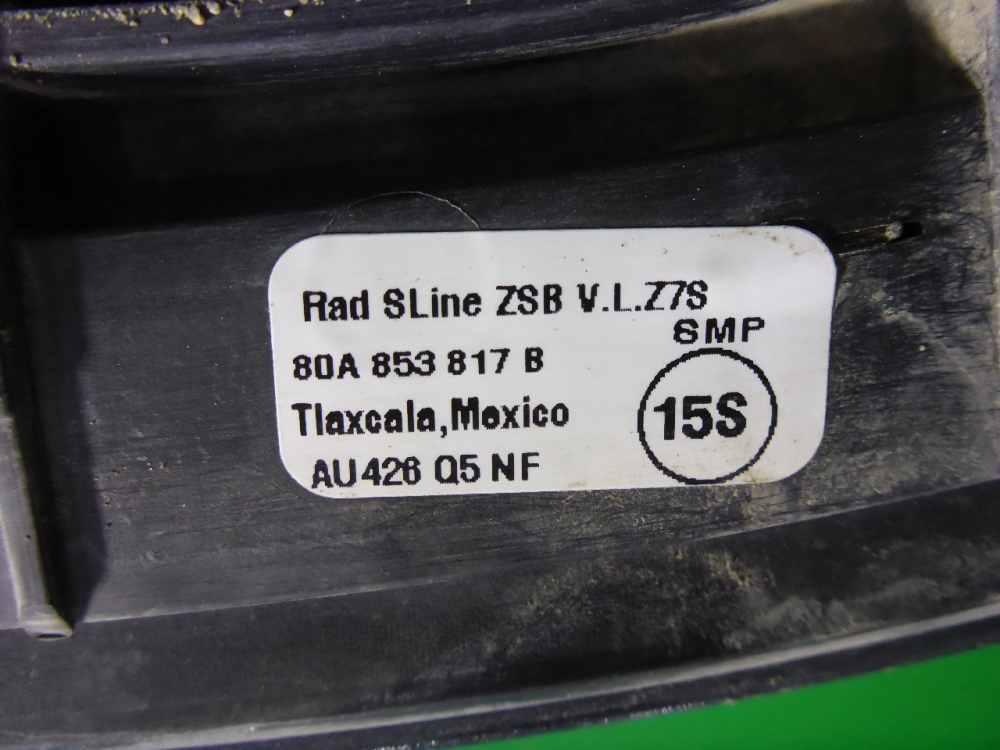 Rad SLine ZSB V.L.Z7S
SMP
80A 853 817 B
15S
Tlaxcala,Mexico
AU426 Q5 NF